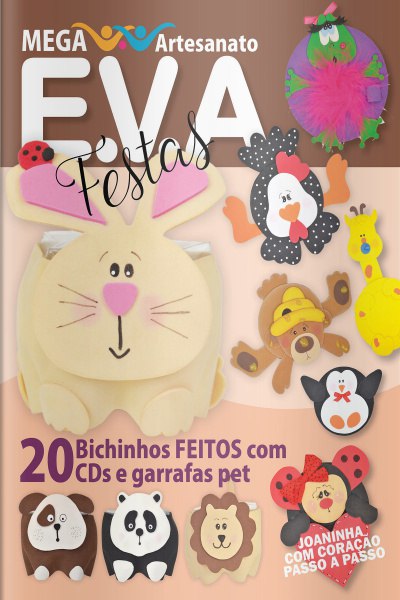 MEGA Artesanato
E.V.A
Festas
20 Bichinhos FEITOS com
CDs e garrafas pet
JOANINHA
COM CORAÇÃO
PASSO A PASSO